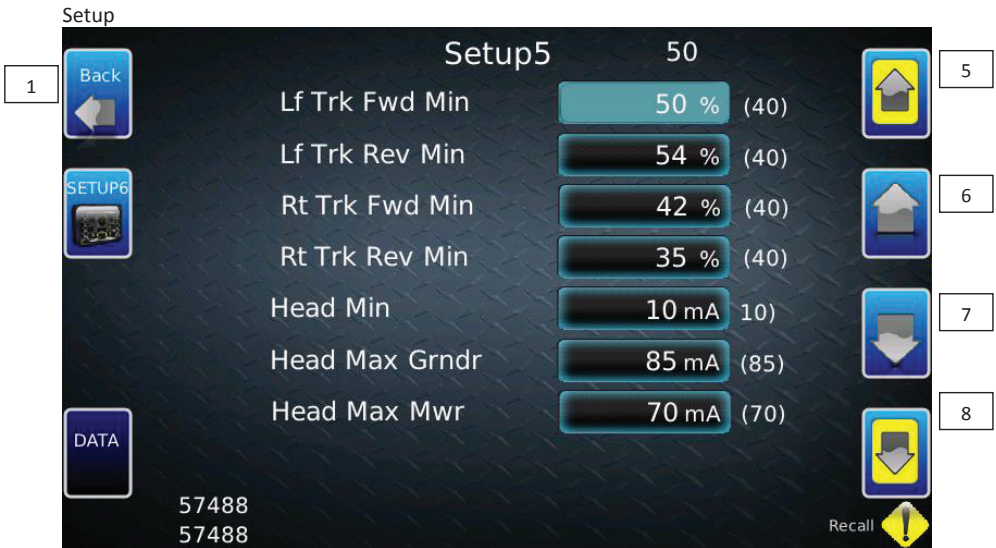 Setup
Setup5 50
1
Back
5
Lf Trk Fwd Min 50 % (40)
Lf Trk Rev Min 54 % (40)
SETUP6
6
Rt Trk Fwd Min 42 % (40)
Rt Trk Rev Min 35 % (40)
Head Min 10 mA 10)
7
Head Max Grndr 85 mA (85)
Head Max Mwr 70 mA (70)
8
DATA
57488
57488
Recall